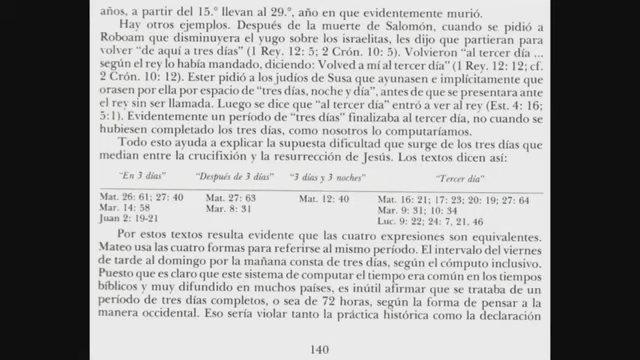 años, a partir del 15.° llevan al 29.°, año en que evidentemente murió.
Hay otros ejemplos. Después de la muerte de Salomón, cuando se pidió a
Roboam que disminuyera el yugo sobre los israelitas, les dijo que partieran para
volver “de aquí a tres días” (1 Rey. 12: 5; 2 Crón. 10: 5). Volvieron “al tercer día ...
según el rey lo había mandado, diciendo: Volved a mí al tercer día” (1 Rey. 12: 12; cf.
2 Crón. 10: 12). Ester pidió a los judíos de Susa que ayunasen e implícitamente que
orasen por ella por espacio de “tres días, noche y día”, antes de que se presentara ante
el rey sin ser llamada. Luego se dice que “al tercer día” entró a ver al rey (Est. 4: 16;
5:1). Evidentemente un período de “tres días” finalizaba al tercer día, no cuando se
hubiesen completado los tres días, como nosotros lo computaríamos.
Todo esto ayuda a explicar la supuesta dificultad que surge de los tres días que
median entre la crucifixión y la resurrección de Jesús. Los textos dicen así:
“En 3 días” “Después de 3 días” “3 días y 3 noches” “Tercer día”
Mat. 26: 61; 27: 40 Mat. 27: 63 Mat. 12: 40 Mat. 16: 21; 17: 23; 20: 19; 27: 64
Mar. 14: 58 Mar. 8: 31 Mar. 9: 31; 10: 34
Juan 2: 19-21 Luc. 9: 22; 24: 7, 21, 46
Por estos textos resulta evidente que las cuatro expresiones son equivalentes.
Mateo usa las cuatro formas para referirse al mismo período. El intervalo del viernes
de tarde al domingo por la mañana consta de tres días, según el cómputo inclusivo.
Puesto que es claro que este sistema de computar el tiempo era común en los tiempos
bíblicos y muy difundido en muchos países, es inútil afirmar que se trataba de un
período de tres días completos, o sea de 72 horas, según la forma de pensar a la
manera occidental. Eso sería violar tanto la práctica histórica como la declaración
140